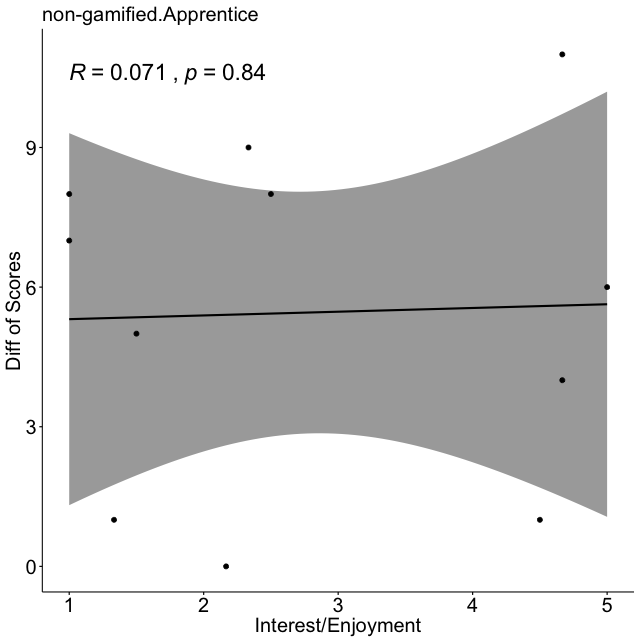 non-gamified.Apprentice
R = 0.071 , p = 0.84
9
6
3
0
Diff of Scores
1 2 3 4 5
Interest/Enjoyment